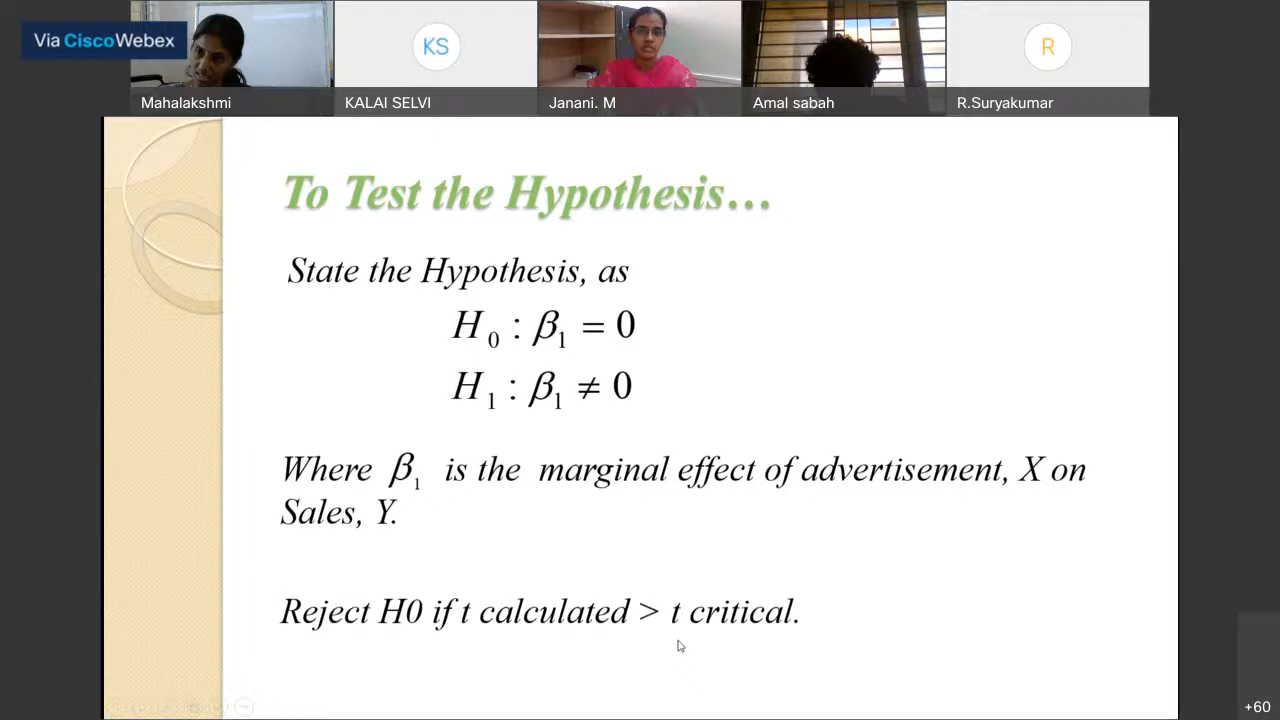 Via CiscoWebex
KS
R
Mahalakshmi
KALAI SELVI
Janani. M
Amal sabah
R.Suryakumar
To Test the Hypothesis...
State the Hypothesis, as
H₀ : β₁ = 0
H₁ : β₁ ≠ 0
Where β₁ is the marginal effect of advertisement, X on
Sales, Y.
Reject H0 if t calculated > t critical.
+60